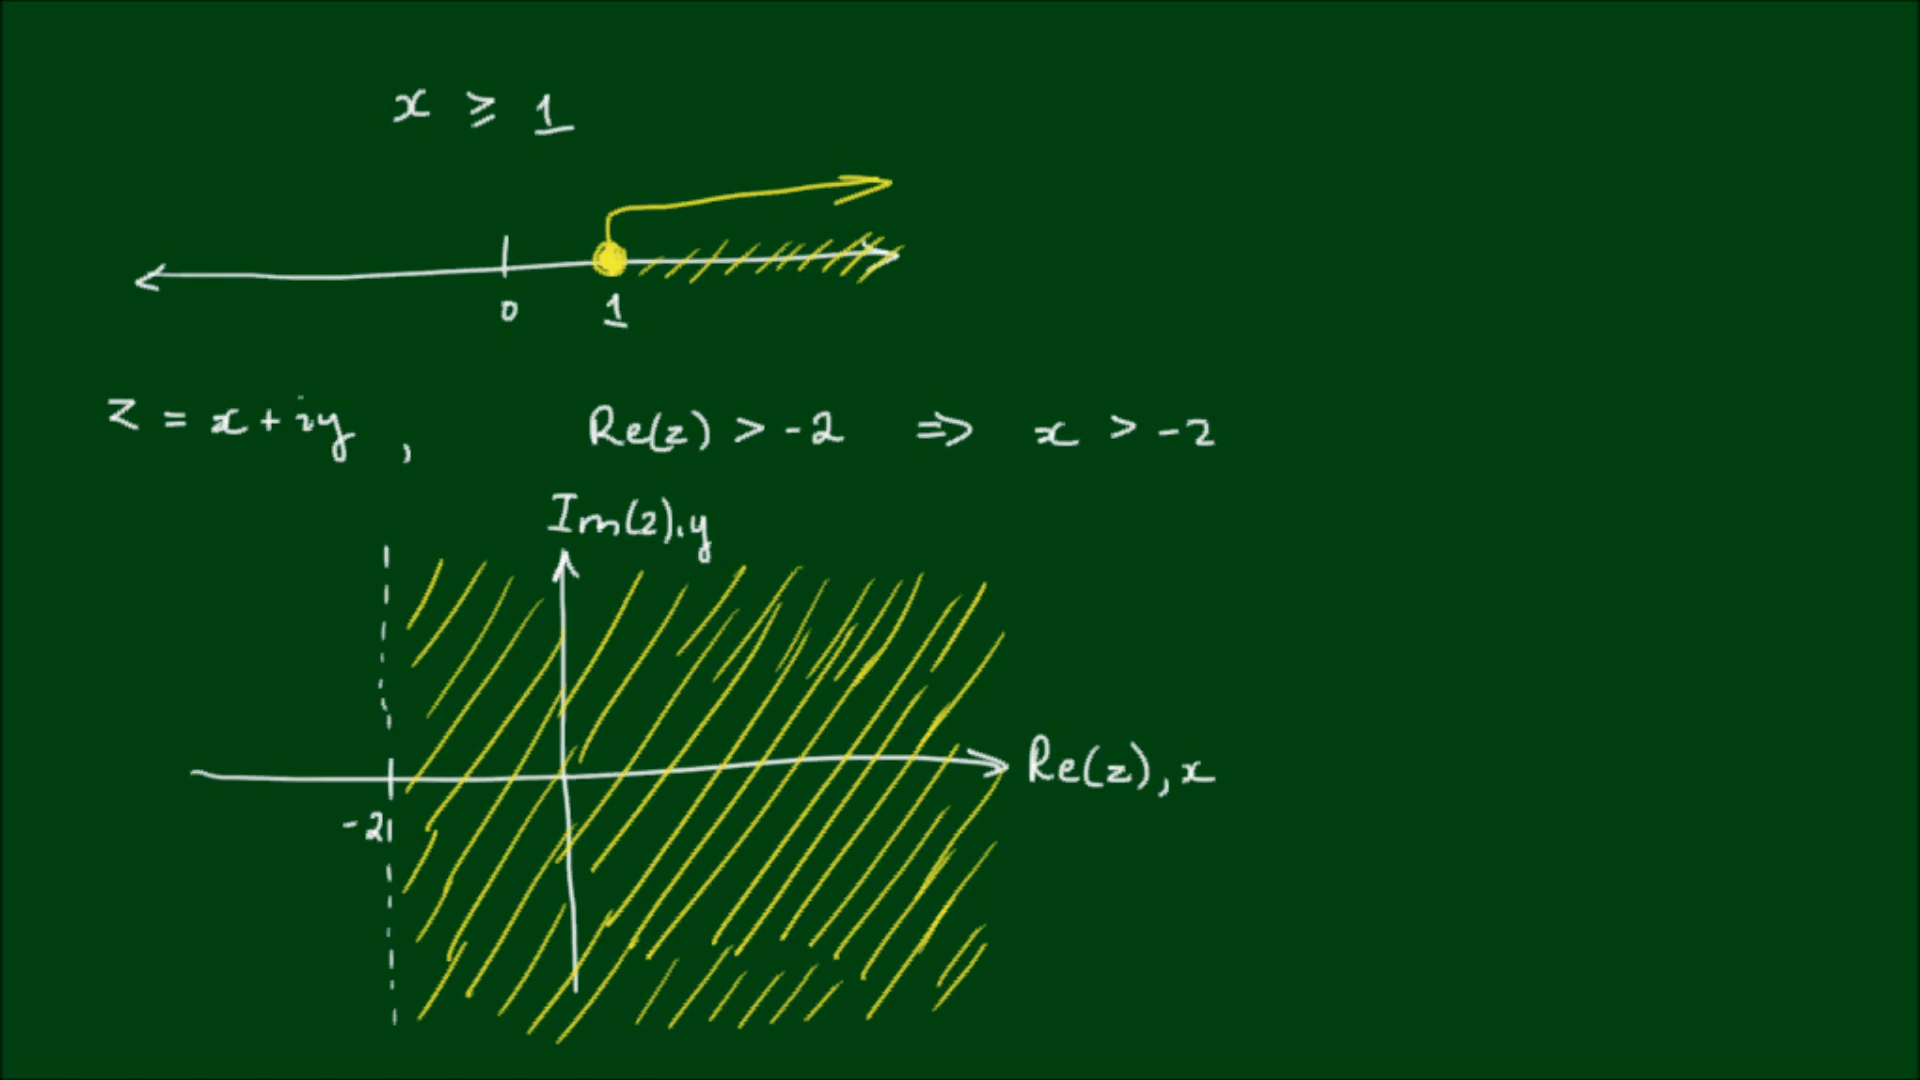 x ≥ 1
0 1
z = x + iy , Re(z) > -2 ⇒ x > -2
Im(z), y
Re(z), x
-2